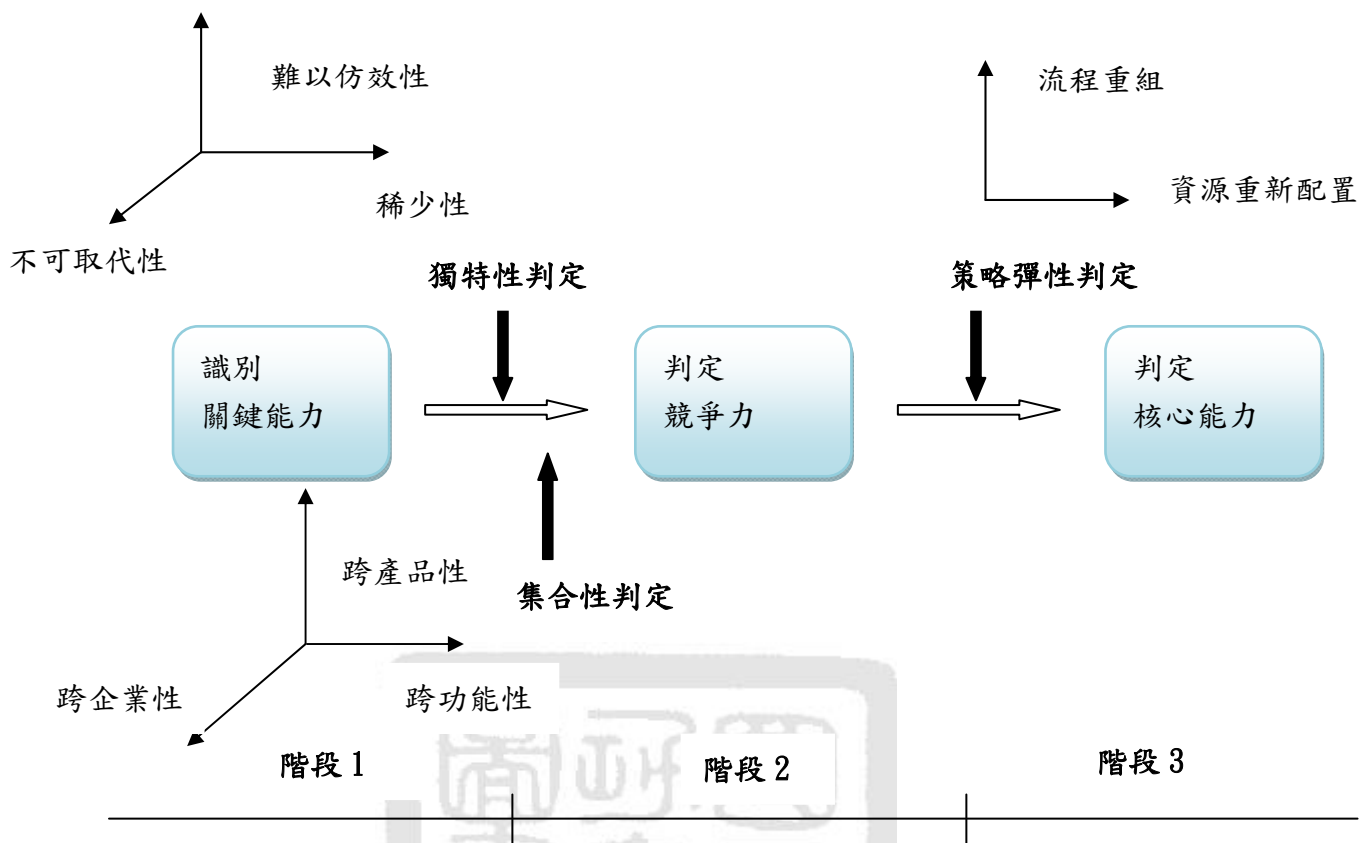 難以仿效性
稀少性
不可取代性
流程重組
資源重新配置
獨特性判定
策略彈性判定
識別
關鍵能力
判定
競爭力
判定
核心能力
集合性判定
跨產品性
跨功能性
跨企業性
階段 1
階段 2
階段 3